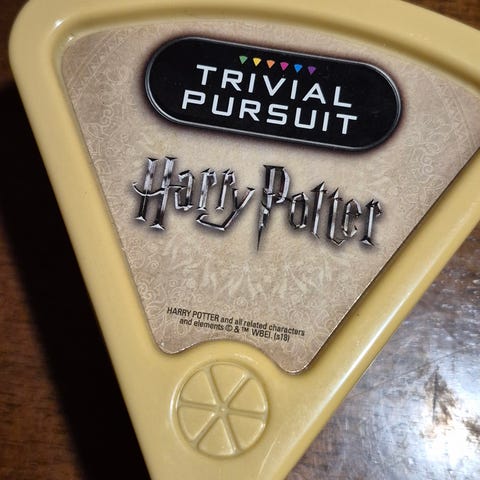 TRIVIAL
PURSUIT
Harry Potter
HARRY POTTER and all related characters
and elements © & ™ WBEI. (s18)